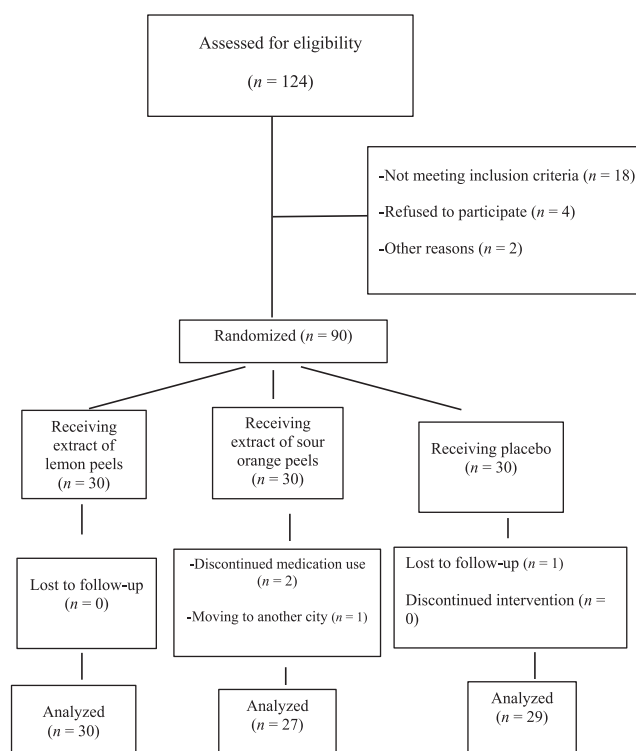 Assessed for eligibility
(n = 124)
-Not meeting inclusion criteria (n = 18)
-Refused to participate (n = 4)
-Other reasons (n = 2)
Randomized (n = 90)
Receiving
extract of
lemon peels
(n = 30)
Receiving
extract of sour
orange peels
(n = 30)
Receiving placebo
(n = 30)
Lost to follow-up
(n = 0)
-Discontinued medication use
(n = 2)
-Moving to another city (n = 1)
Lost to follow-up (n = 1)
Discontinued intervention (n =
0)
Analyzed
(n = 30)
Analyzed
(n = 27)
Analyzed
(n = 29)